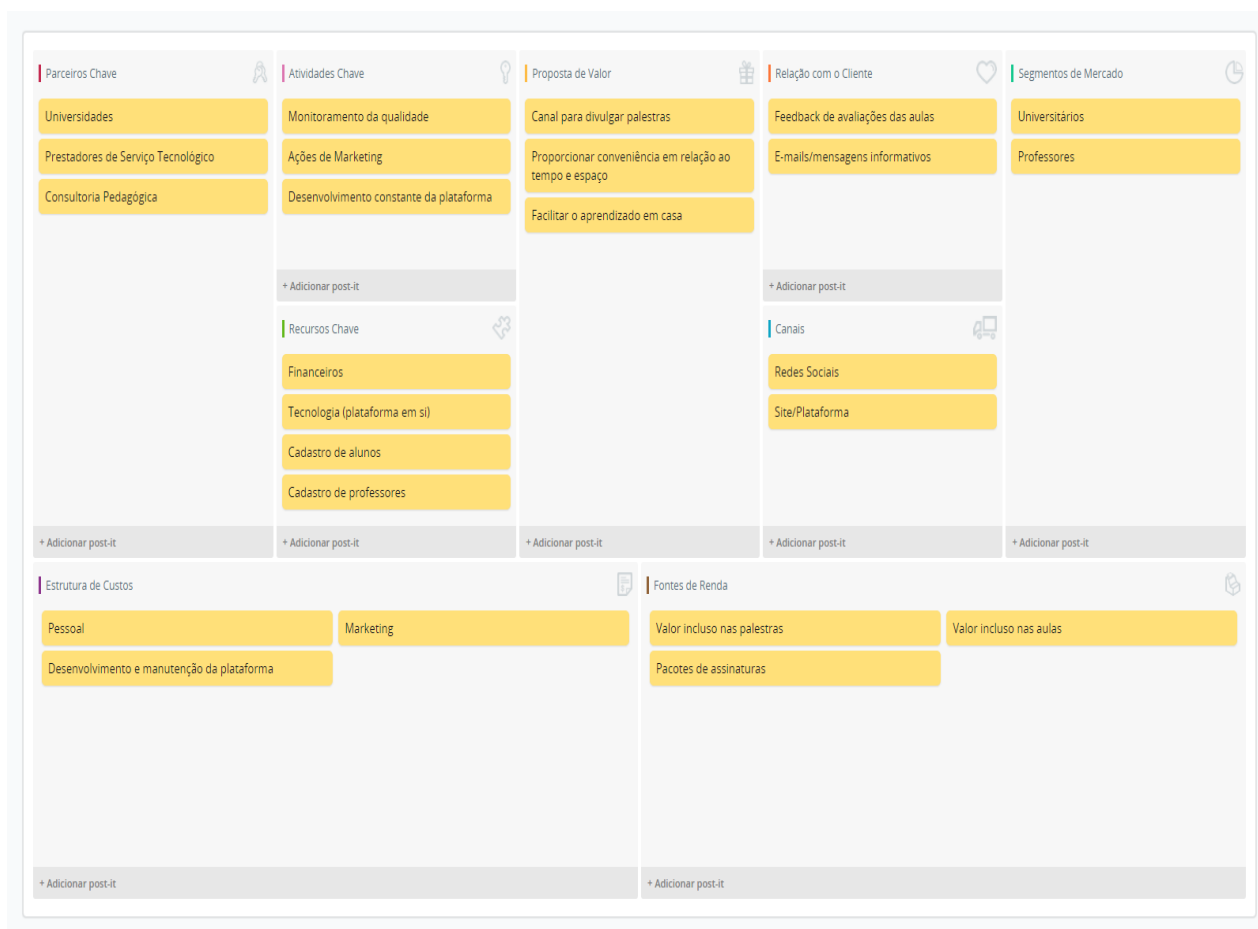 Parceiros Chave
Universidades
Prestadores de Serviço Tecnológico
Consultoria Pedagógica
+ Adicionar post-it
Atividades Chave
Monitoramento da qualidade
Ações de Marketing
Desenvolvimento constante da plataforma
+ Adicionar post-it
Recursos Chave
Financeiros
Tecnologia (plataforma em si)
Cadastro de alunos
Cadastro de professores
+ Adicionar post-it
Proposta de Valor
Canal para divulgar palestras
Proporcionar conveniência em relação ao
tempo e espaço
Facilitar o aprendizado em casa
+ Adicionar post-it
Relação com o Cliente
Feedback de avaliações das aulas
E-mails/mensagens informativos
+ Adicionar post-it
Canais
Redes Sociais
Site/Plataforma
+ Adicionar post-it
Segmentos de Mercado
Universitários
Professores
+ Adicionar post-it
Estrutura de Custos
Pessoal
Marketing
Desenvolvimento e manutenção da plataforma
+ Adicionar post-it
Fontes de Renda
Valor incluso nas palestras
Valor incluso nas aulas
Pacotes de assinaturas
+ Adicionar post-it